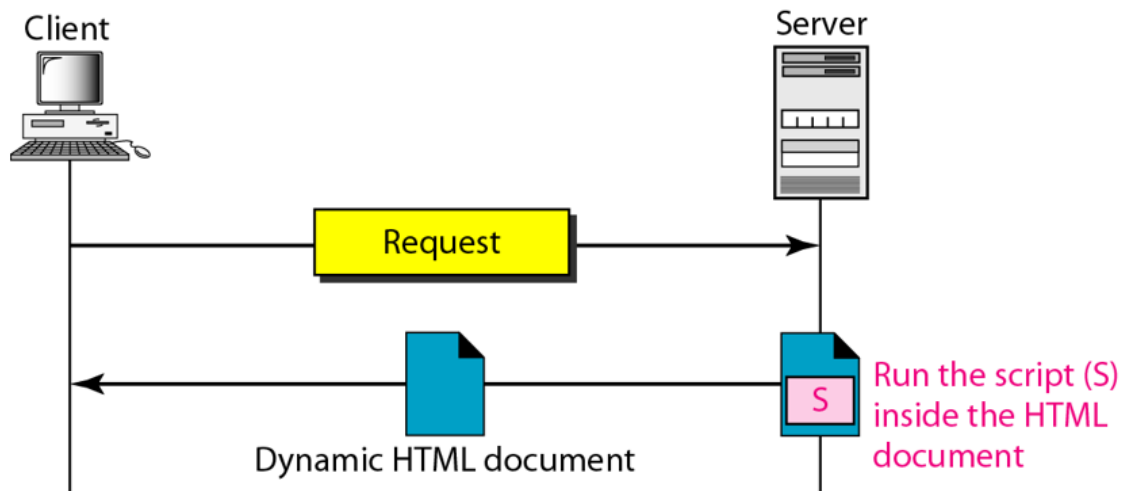 Client
Server
Request
S
Run the script (S)
inside the HTML
document
Dynamic HTML document